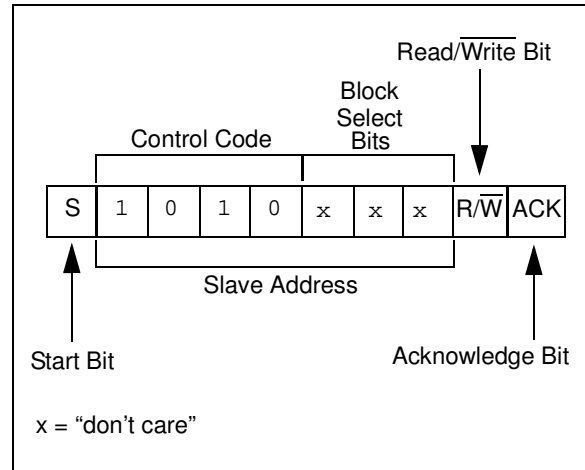 Read/Write Bit
Block
Select
Bits
Control Code
S 1 0 1 0 x x x R/W ACK
Slave Address
Start Bit
Acknowledge Bit
x = “don’t care”